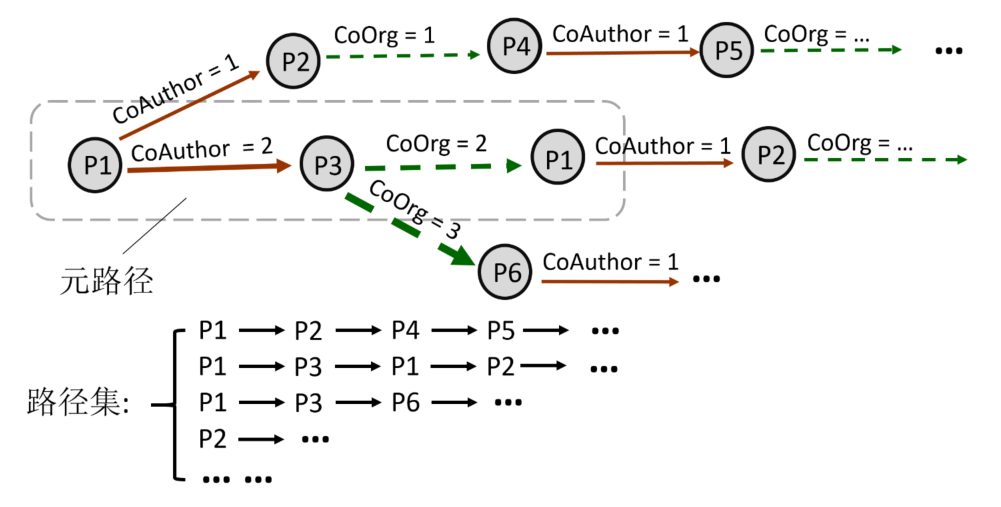 P1
CoAuthor = 1
P2
CoOrg = 1
P4
CoAuthor = 1
P5
CoOrg = ...
...
CoAuthor = 2
P3
CoOrg = 2
P1
CoAuthor = 1
P2
CoOrg = ...
CoOrg = 3
P6
CoAuthor = 1
...
元路径
路径集:
P1 → P2 → P4 → P5 → ...
P1 → P3 → P1 → P2 → ...
P1 → P3 → P6 → ...
P2 → ...
... ...